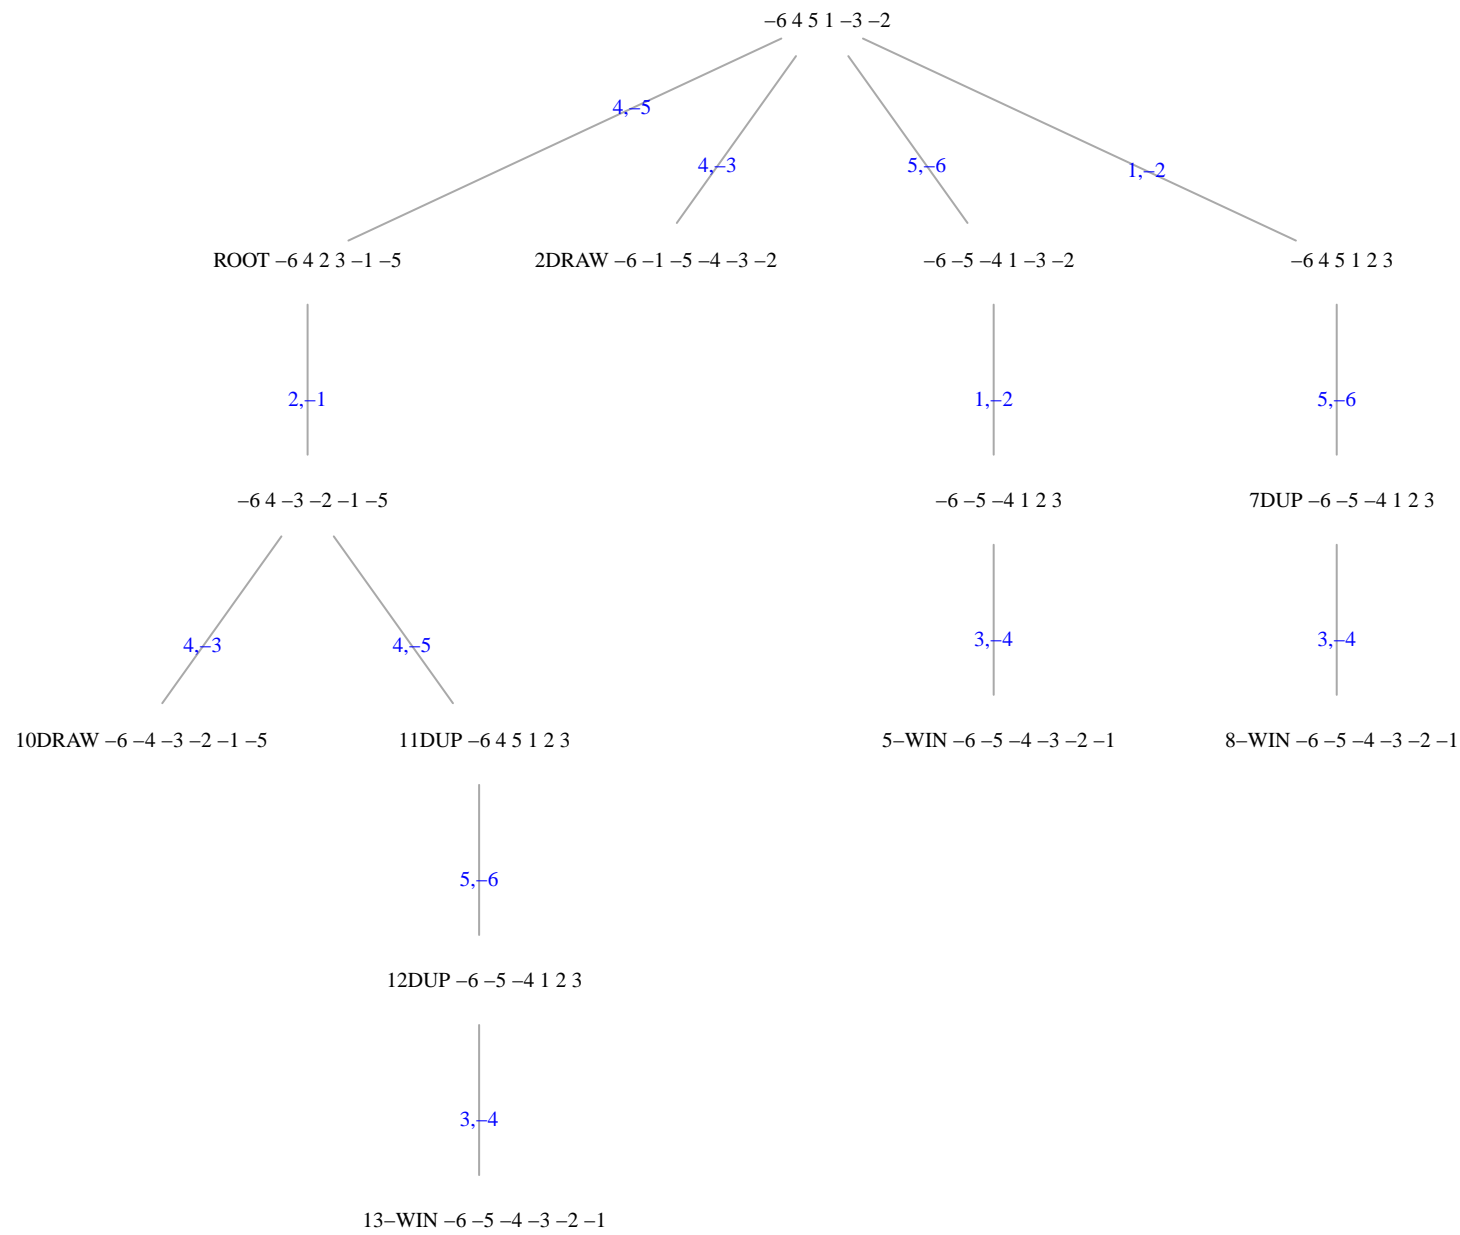 −6 4 5 1 −3 −2
4,−5
4,−3
5,−6
1,−2
ROOT −6 4 2 3 −1 −5
2DRAW −6 −1 −5 −4 −3 −2
−6 −5 −4 1 −3 −2
−6 4 5 1 2 3
2,−1
1,−2
5,−6
−6 4 −3 −2 −1 −5
−6 −5 −4 1 2 3
7DUP −6 −5 −4 1 2 3
4,−3
4,−5
3,−4
3,−4
10DRAW −6 −4 −3 −2 −1 −5
11DUP −6 4 5 1 2 3
5−WIN −6 −5 −4 −3 −2 −1
8−WIN −6 −5 −4 −3 −2 −1
5,−6
12DUP −6 −5 −4 1 2 3
3,−4
13−WIN −6 −5 −4 −3 −2 −1